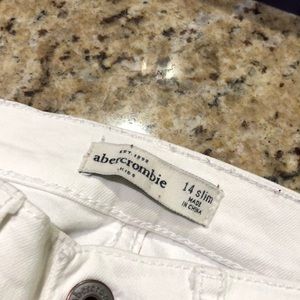 EST. 1892
abercrombie
KIDS
14 slim
MADE
IN CHINA